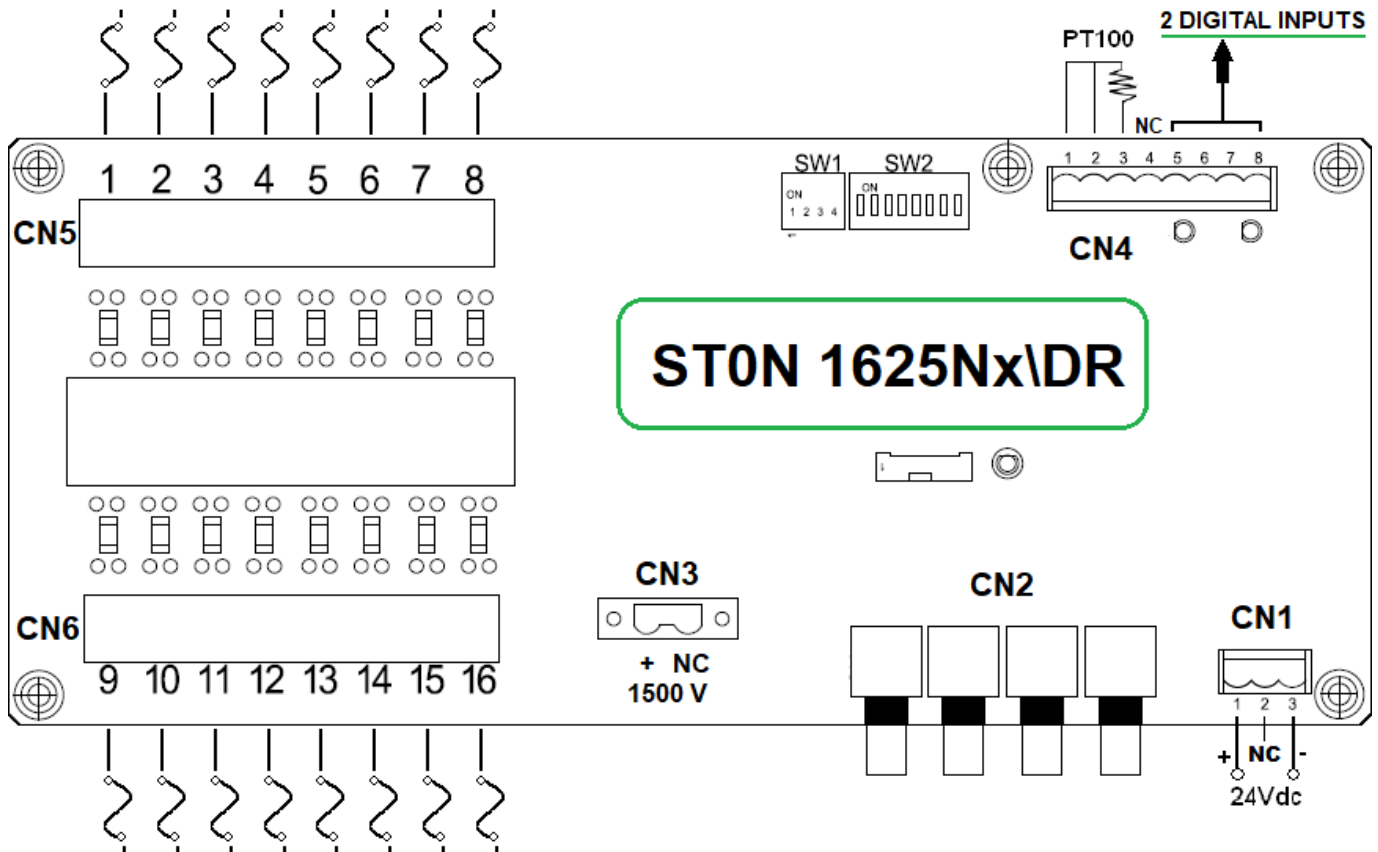 2 DIGITAL INPUTS
PT100
NC
1 2 3 4 5 6 7 8
SW1 SW2
ON
1 2 3 4
ON
1 2 3 4 5 6 7 8
CN5
CN4
ST0N 1625Nx\DR
CN3
CN2
CN1
CN6
+ NC
1500 V
9 10 11 12 13 14 15 16
1 2 3
+ NC -
24Vdc